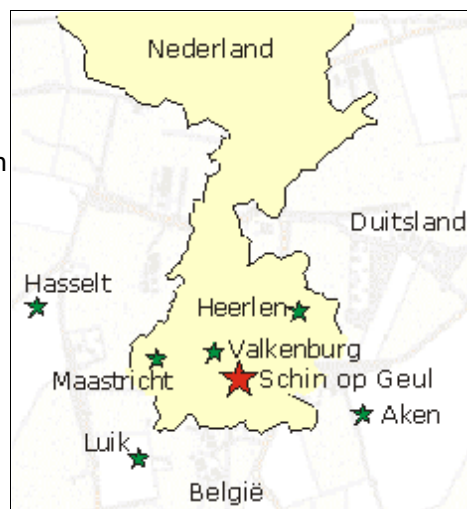 Nederland
n
Duitsland
Hasselt
Heerlen
Valkenburg
Maastricht
Schin op Geul
Aken
Luik
België